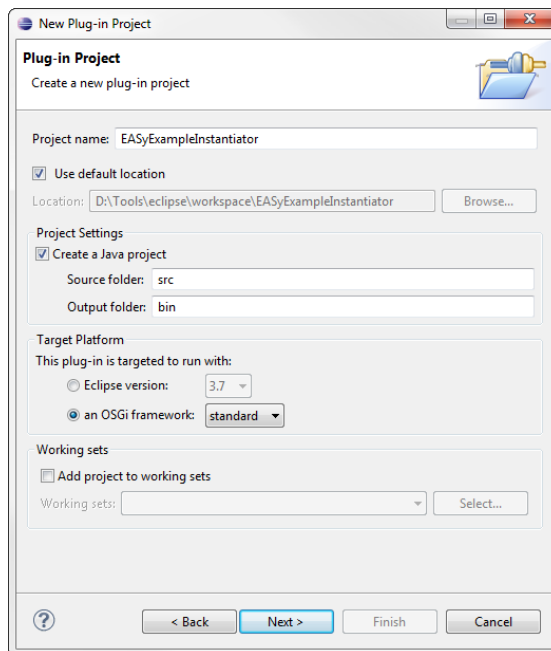 New Plug-in Project
Plug-in Project
Create a new plug-in project
Project name: EASyExampleInstantiator
Use default location
Location: D:\Tools\eclipse\workspace\EASyExampleInstantiator Browse...
Project Settings
Create a Java project
Source folder: src
Output folder: bin
Target Platform
This plug-in is targeted to run with:
Eclipse version: 3.7
an OSGi framework: standard
Working sets
Add project to working sets
Working sets: Select...
? < Back Next > Finish Cancel